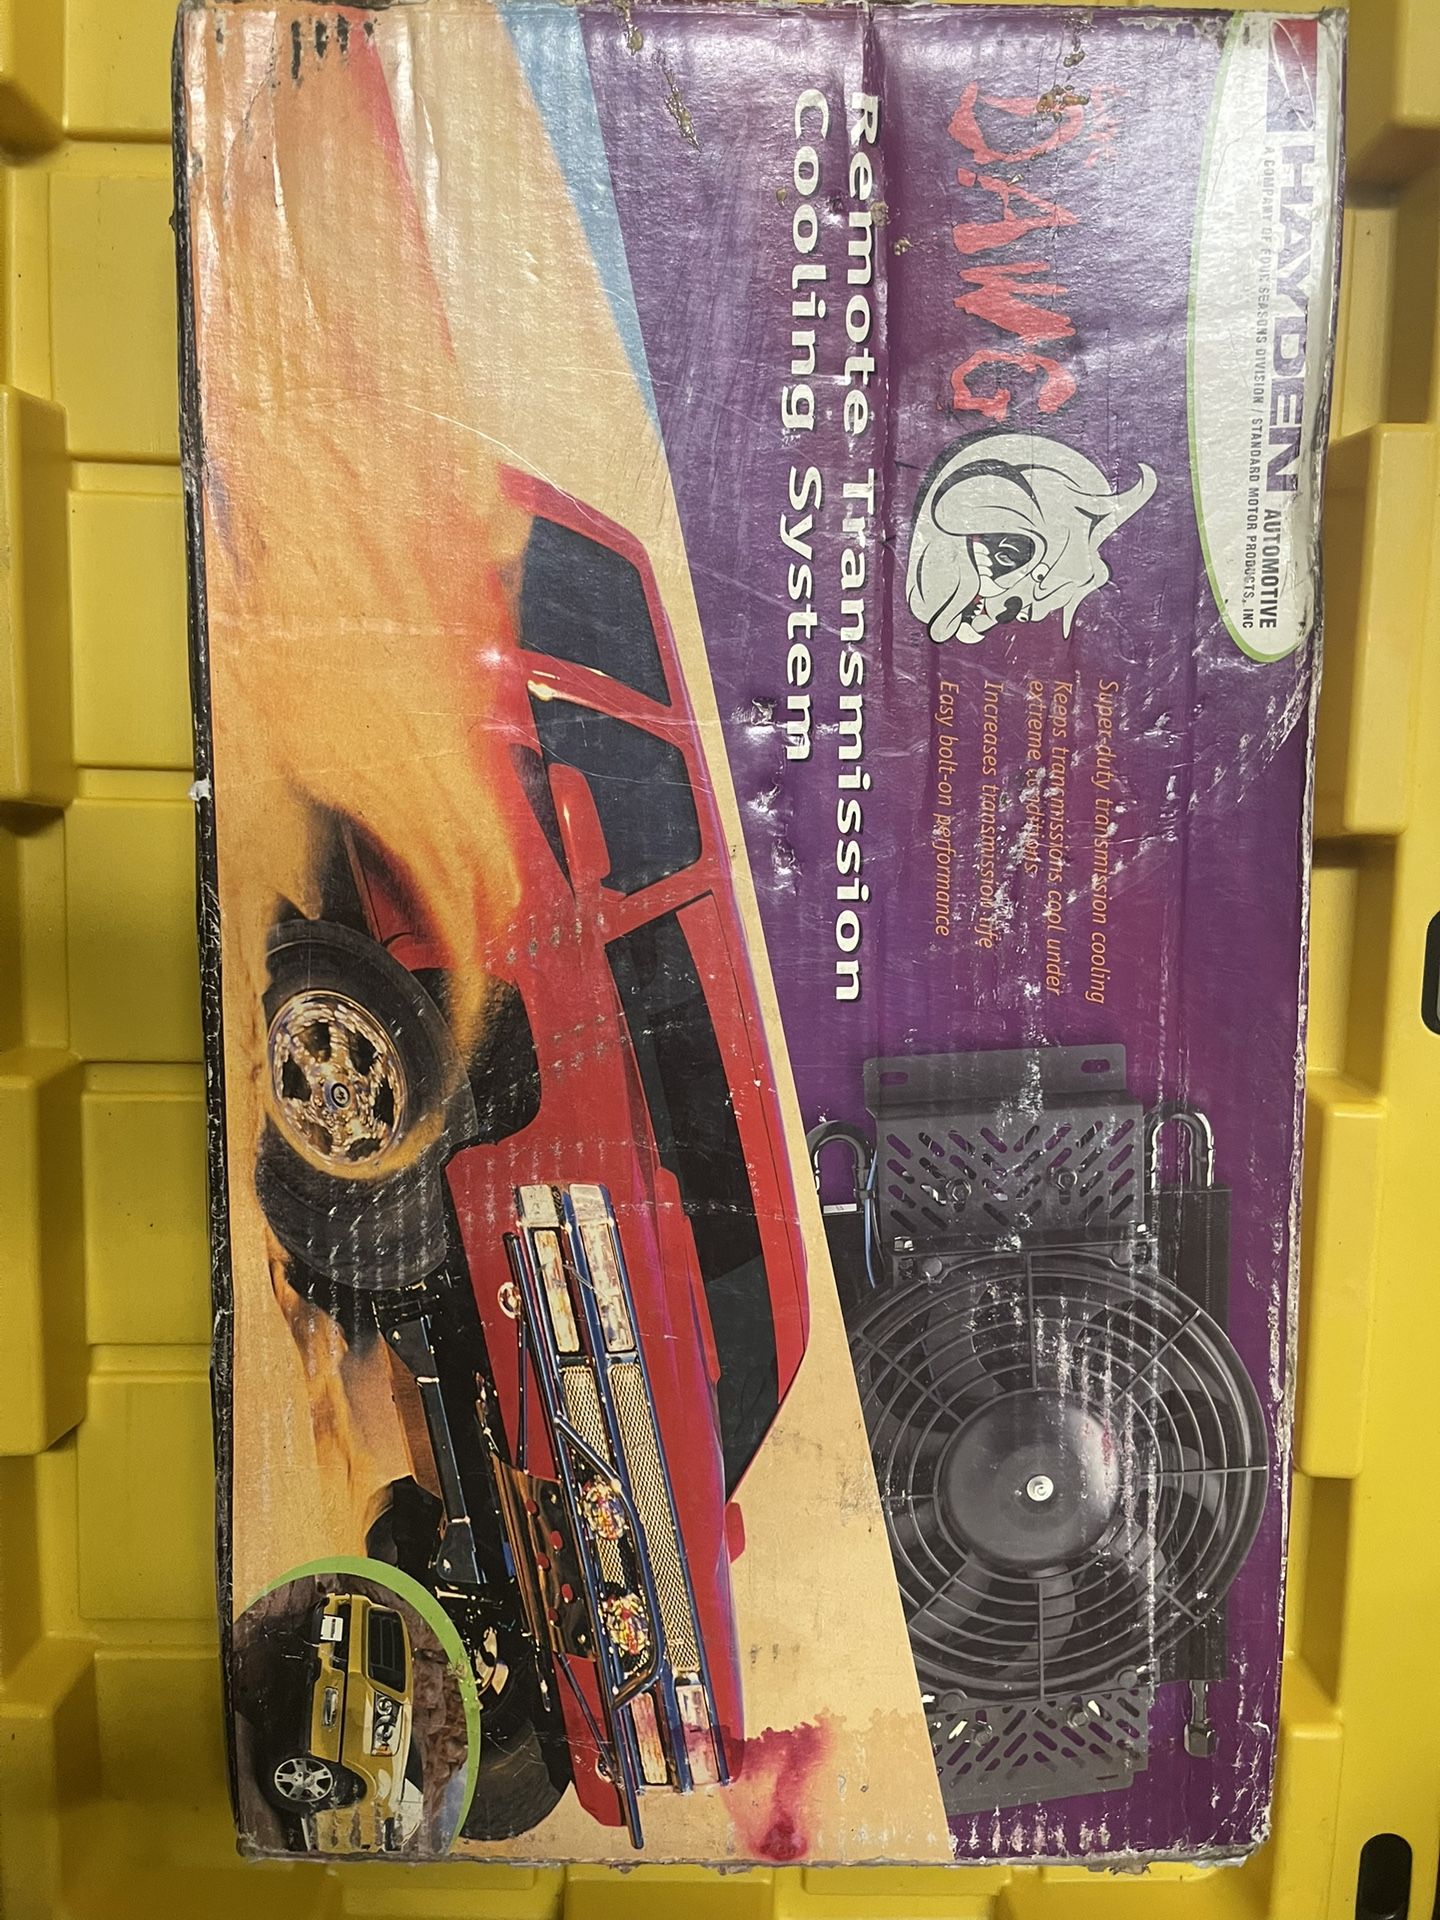 HAYDEN AUTOMOTIVE
A COMPANY OF FOUR SEASONS DIVISION / STANDARD MOTOR PRODUCTS, INC
DAWG
Super-duty transmission cooling
Keeps transmissions cool under
extreme conditions
Increases transmission life
Easy bolt-on performance
Remote Transmission
Cooling System